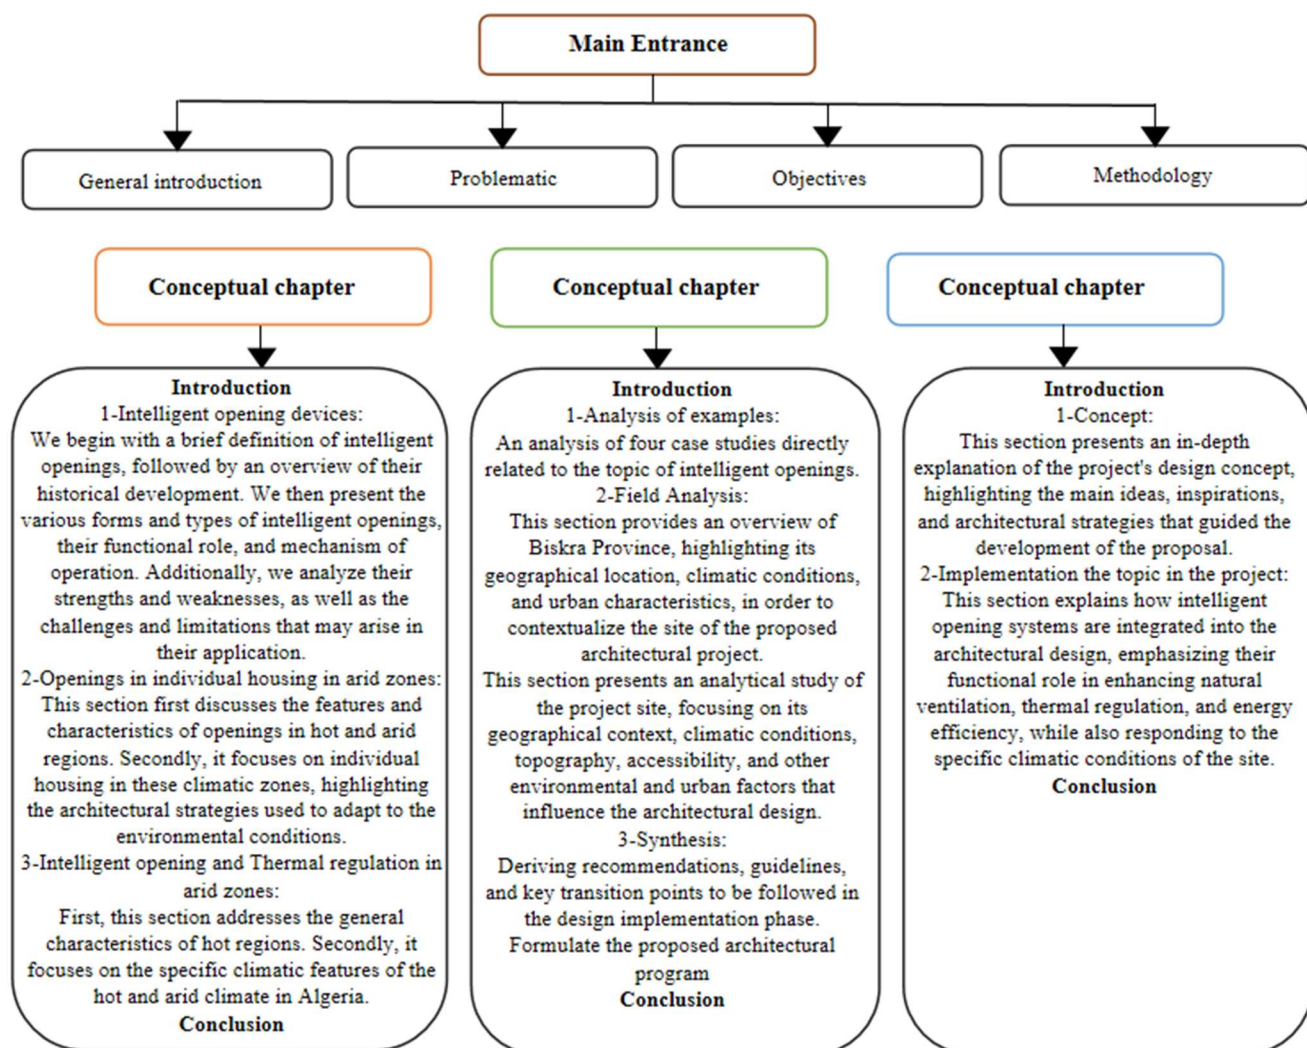 Main Entrance
General introduction
Problematic
Objectives
Methodology
Conceptual chapter
Conceptual chapter
Conceptual chapter
Introduction
1-Intelligent opening devices:
We begin with a brief definition of intelligent
openings, followed by an overview of their
historical development. We then present the
various forms and types of intelligent openings,
their functional role, and mechanism of
operation. Additionally, we analyze their
strengths and weaknesses, as well as the
challenges and limitations that may arise in
their application.
2-Openings in individual housing in arid zones:
This section first discusses the features and
characteristics of openings in hot and arid
regions. Secondly, it focuses on individual
housing in these climatic zones, highlighting
the architectural strategies used to adapt to the
environmental conditions.
3-Intelligent opening and Thermal regulation in
arid zones:
First, this section addresses the general
characteristics of hot regions. Secondly, it
focuses on the specific climatic features of the
hot and arid climate in Algeria.
Conclusion
Introduction
1-Analysis of examples:
An analysis of four case studies directly
related to the topic of intelligent openings.
2-Field Analysis:
This section provides an overview of
Biskra Province, highlighting its
geographical location, climatic conditions,
and urban characteristics, in order to
contextualize the site of the proposed
architectural project.
This section presents an analytical study of
the project site, focusing on its
geographical context, climatic conditions,
topography, accessibility, and other
environmental and urban factors that
influence the architectural design.
3-Synthesis:
Deriving recommendations, guidelines,
and key transition points to be followed in
the design implementation phase.
Formulate the proposed architectural
program
Conclusion
Introduction
1-Concept:
This section presents an in-depth
explanation of the project's design concept,
highlighting the main ideas, inspirations,
and architectural strategies that guided the
development of the proposal.
2-Implementation the topic in the project:
This section explains how intelligent
opening systems are integrated into the
architectural design, emphasizing their
functional role in enhancing natural
ventilation, thermal regulation, and energy
efficiency, while also responding to the
specific climatic conditions of the site.
Conclusion